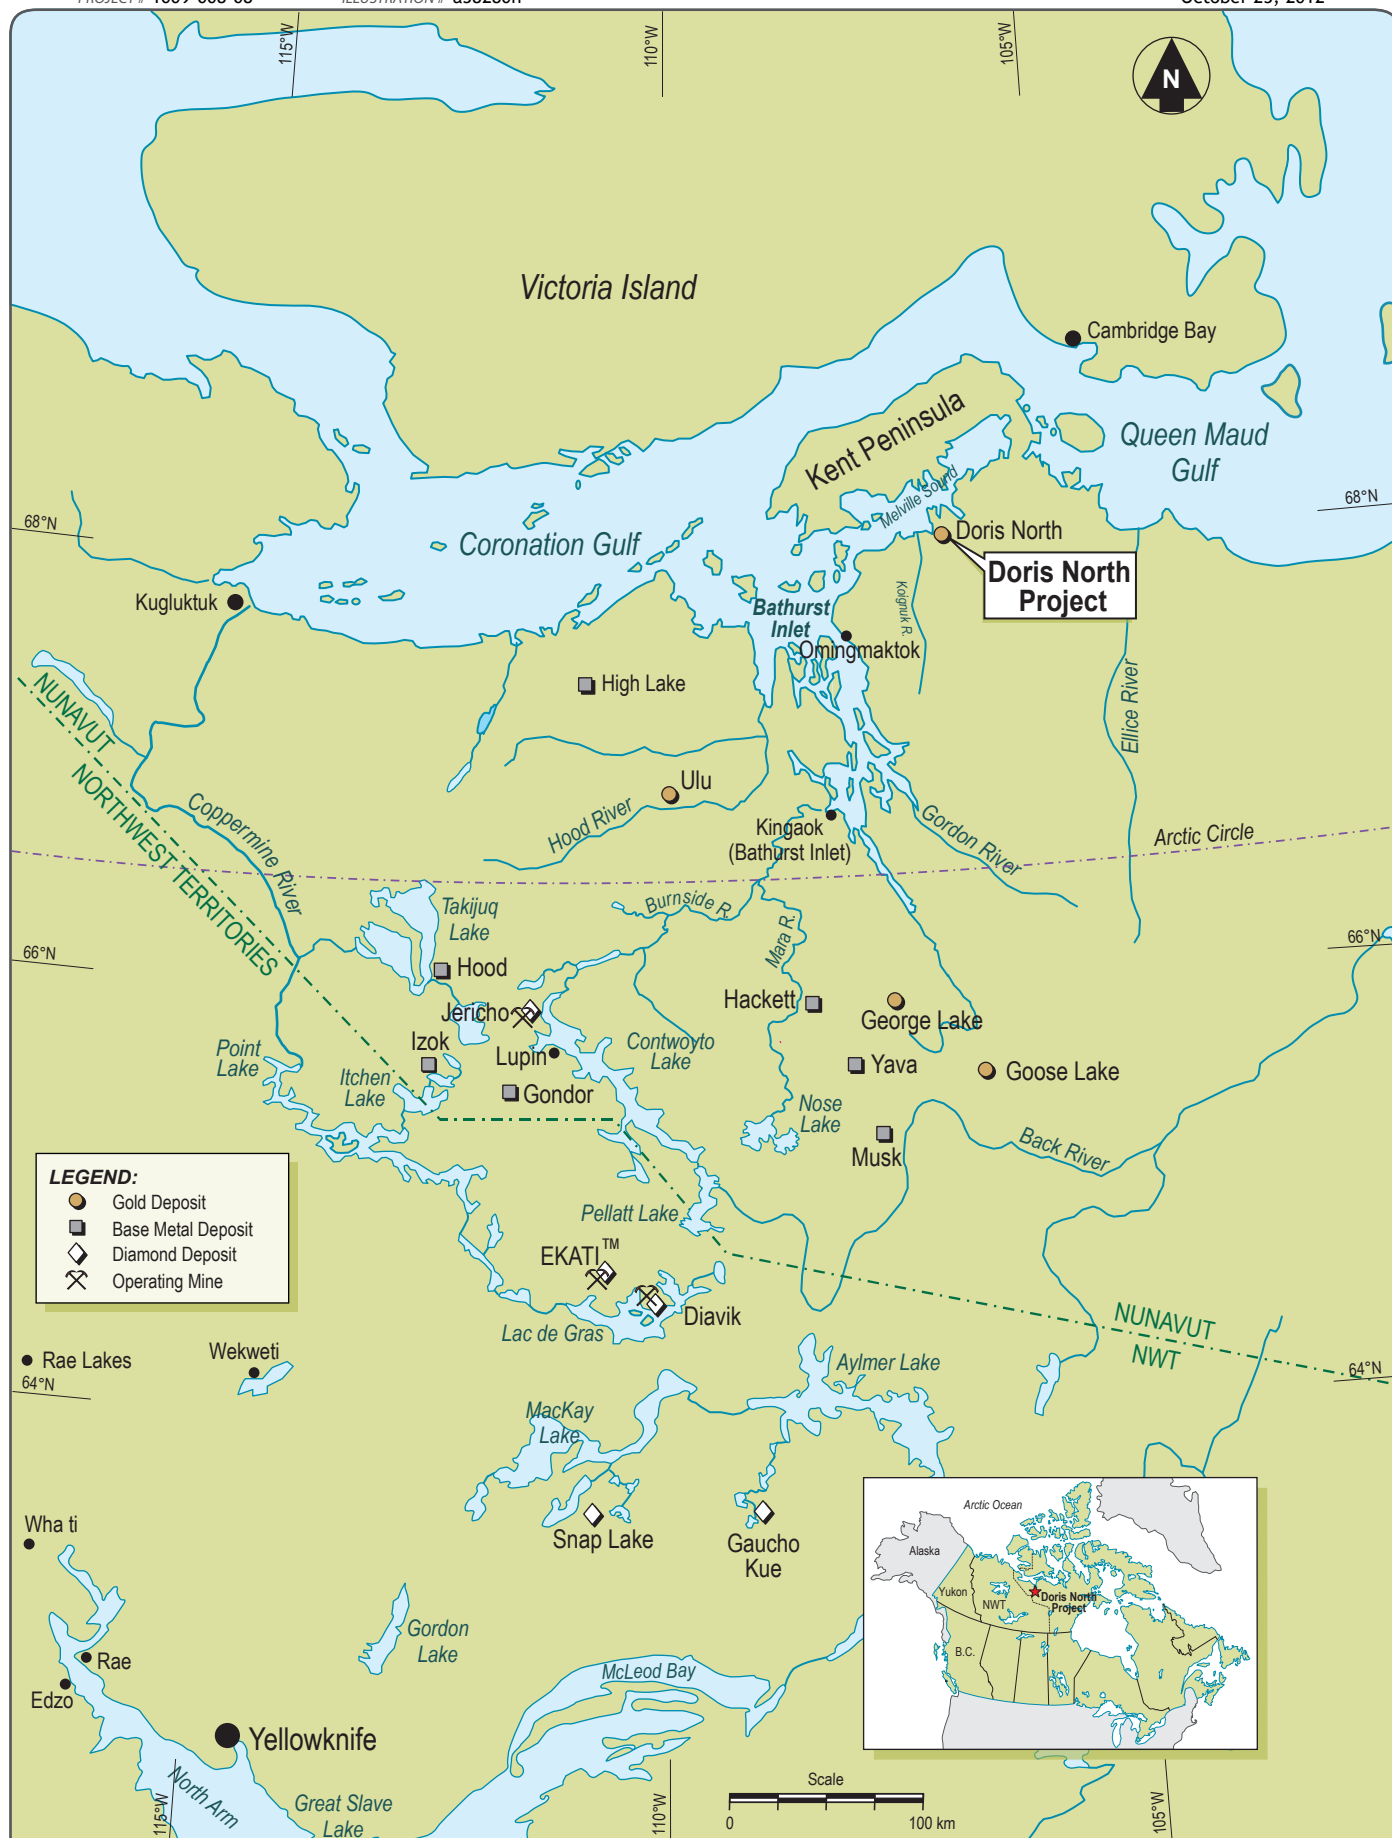 115°W
110°W
105°W
N
Victoria Island
Cambridge Bay
Kent Peninsula
Queen Maud
Gulf
Melville Sound
68°N
68°N
Coronation Gulf
Doris North
Doris North
Project
Kugluktuk
Bathurst
Inlet
Koignuk R.
Omingmaktok
High Lake
Ellice River
NUNAVUT
NORTHWEST TERRITORIES
Ulu
Coppermine River
Hood River
Kingaok
(Bathurst Inlet)
Gordon River
Arctic Circle
Takijuq
Lake
Burnside R.
Mara R.
66°N
66°N
Hood
Hackett
George Lake
Jericho
Point
Lake
Izok
Lupin
Contwoyto
Lake
Yava
Goose Lake
Itchen
Lake
Gondor
Nose
Lake
Musk
Back River
LEGEND:
Gold Deposit
Base Metal Deposit
Diamond Deposit
Operating Mine
Pellatt Lake
EKATI™
Diavik
Lac de Gras
NUNAVUT
NWT
Rae Lakes
Wekweti
Aylmer Lake
64°N
64°N
MacKay
Lake
Wha ti
Snap Lake
Gaucho
Kue
Arctic Ocean
Alaska
Yukon
NWT
Doris North
Project
B.C.
Gordon
Lake
Rae
Edzo
McLeod Bay
Yellowknife
North Arm
Great Slave
Lake
Scale
0
100 km
115°W
110°W
105°W